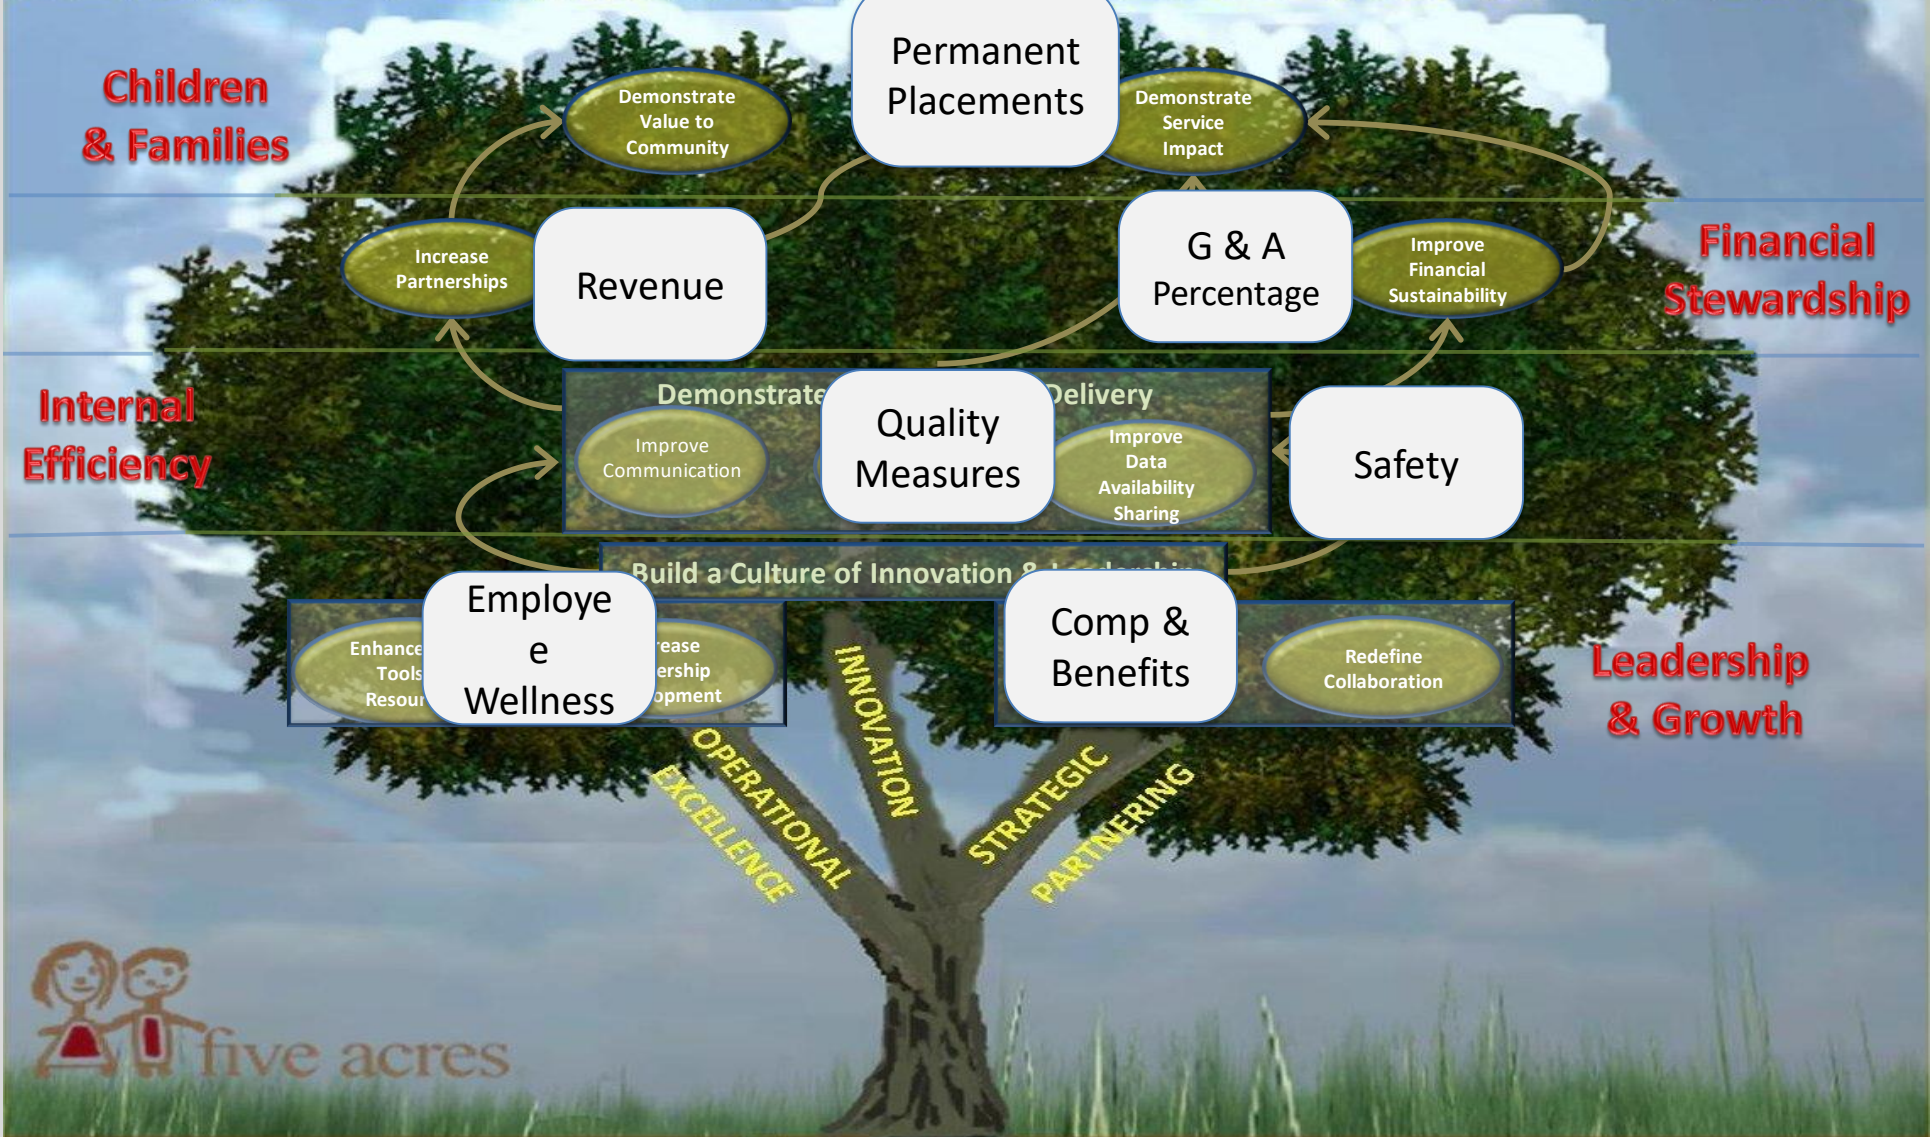 Children
& Families
Demonstrate
Value to
Community
Permanent
Placements
Demonstrate
Service
Impact
Increase
Partnerships
Revenue
G & A
Percentage
Improve
Financial
Sustainability
Financial
Stewardship
Internal
Efficiency
Demonstrate
Delivery
Improve
Communication
Quality
Measures
Improve
Data
Availability
Sharing
Safety
Build a Culture of Innovation &
Enhance
Tools
Employe
e
Wellness
Comp &
Benefits
Redefine
Collaboration
Leadership
& Growth
OPERATIONAL
EXCELLENCE
INNOVATION
STRATEGIC
PARTNERING
five acres